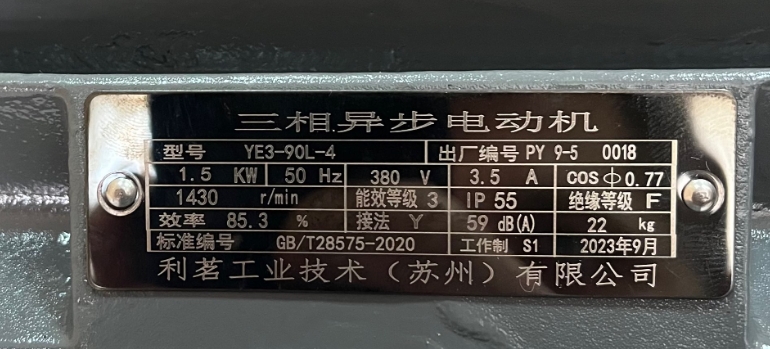 三相异步电动机
型号 YE3-90L-4 出厂编号 PY 9-5 0018
1.5 KW 50 Hz 380 V 3.5 A COSΦ0.77
1430 r/min 能效等级 3 IP 55 绝缘等级 F
效率 85.3 % 接法 Y 59 dB(A) 22 kg
标准编号 GB/T28575-2020 工作制 S1 2023年9月
利茗工业技术（苏州）有限公司